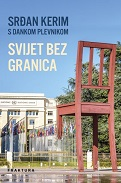 SRĐAN KERIM
S DANKOM PLEVNIKOM
SVIJET BEZ
GRANICA
FRAKTURA